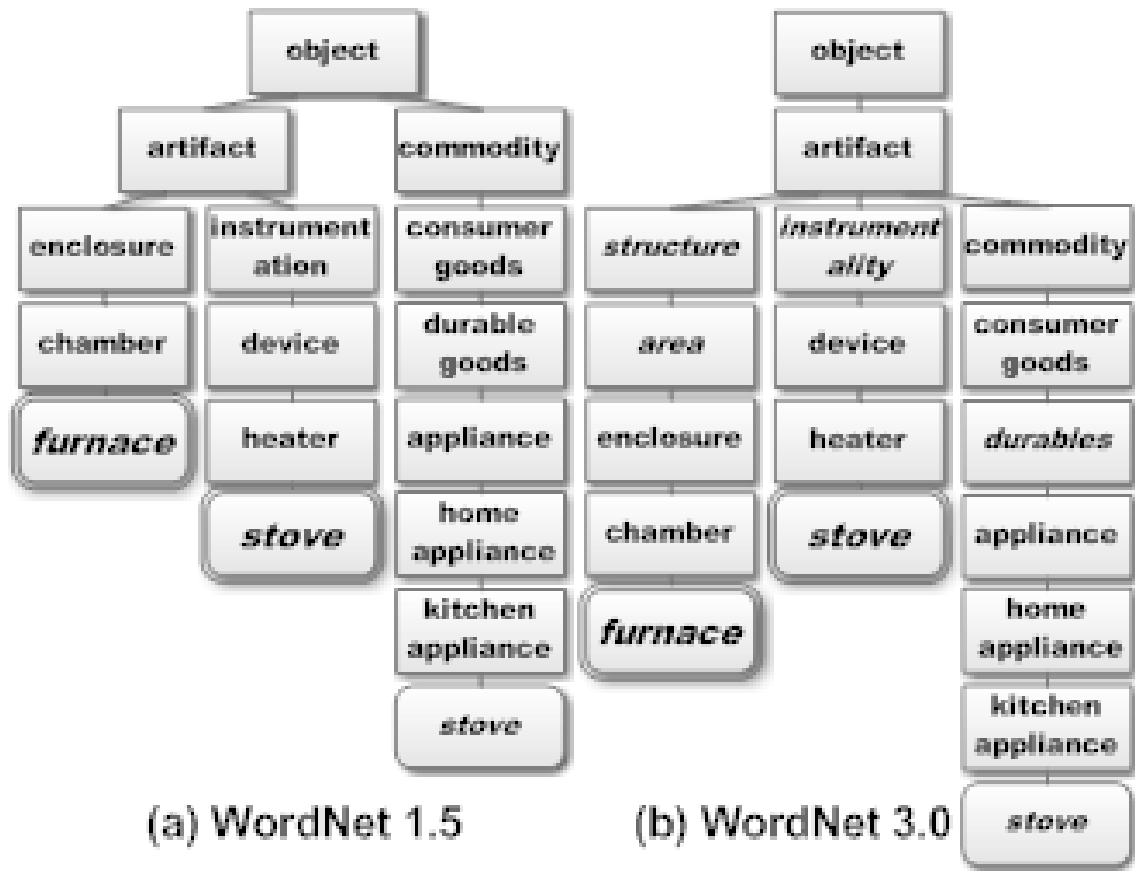 object
artifact
commodity
enclosure
instrument
ation
consumer
goods
chamber
device
durable
goods
furnace
heater
appliance
stove
home
appliance
kitchen
appliance
stove
(a) WordNet 1.5
object
artifact
structure
instrument
ality
commodity
area
device
consumer
goods
enclosure
heater
durables
chamber
stove
appliance
furnace
home
appliance
kitchen
appliance
stove
(b) WordNet 3.0